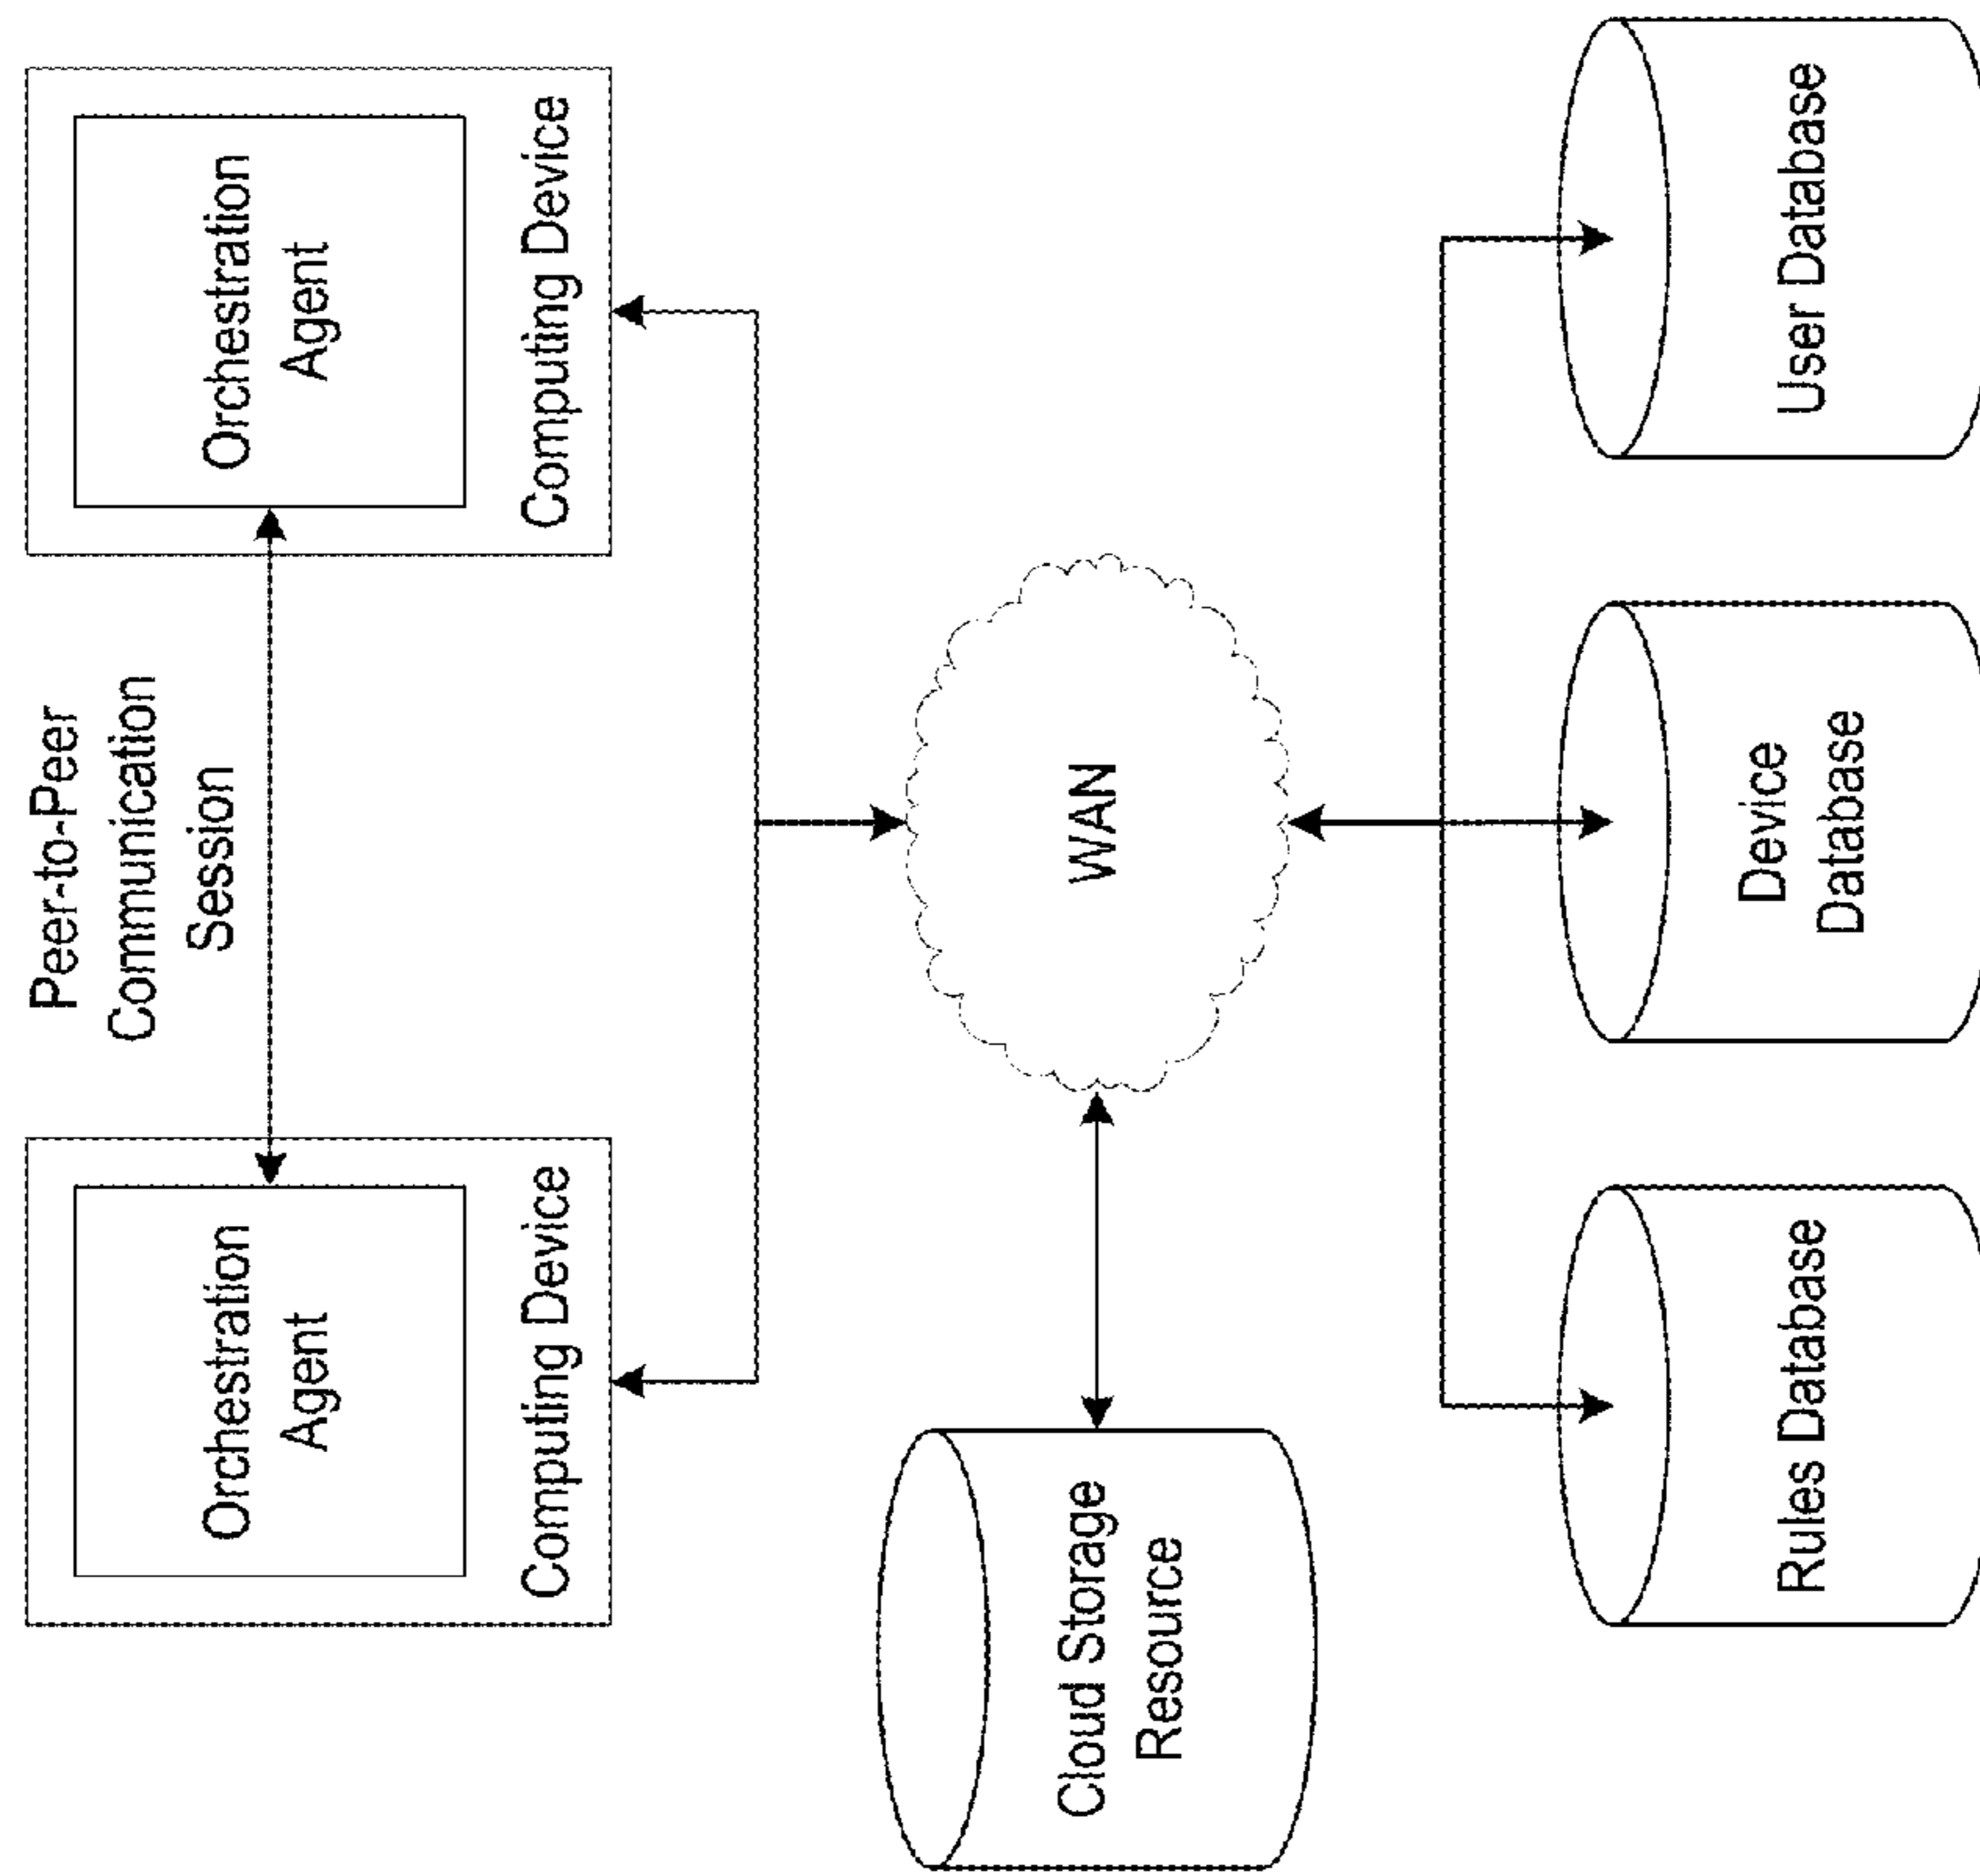 Orchestration
Agent
Computing Device
Peer-to-Peer
Communication
Session
Orchestration
Agent
Computing Device
Cloud Storage
Resource
WAN
Rules Database
Device
Database
User Database